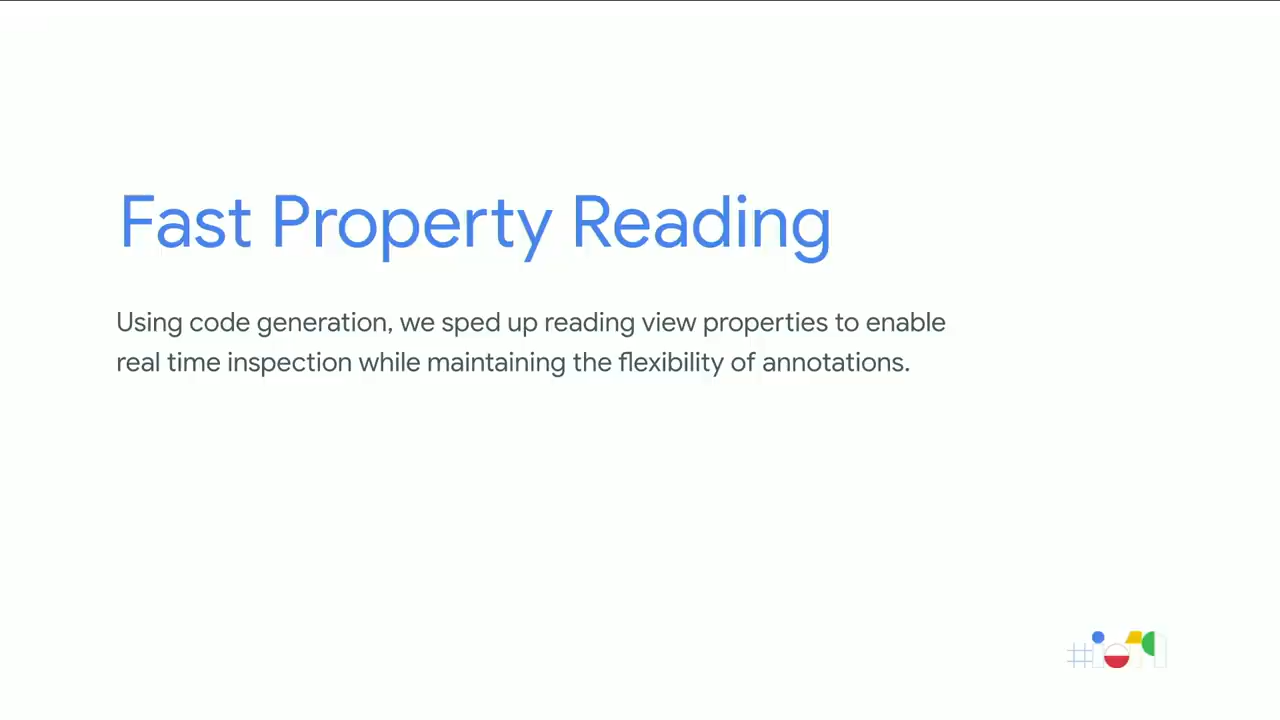 Fast Property Reading
Using code generation, we sped up reading view properties to enable
real time inspection while maintaining the flexibility of annotations.
#io19